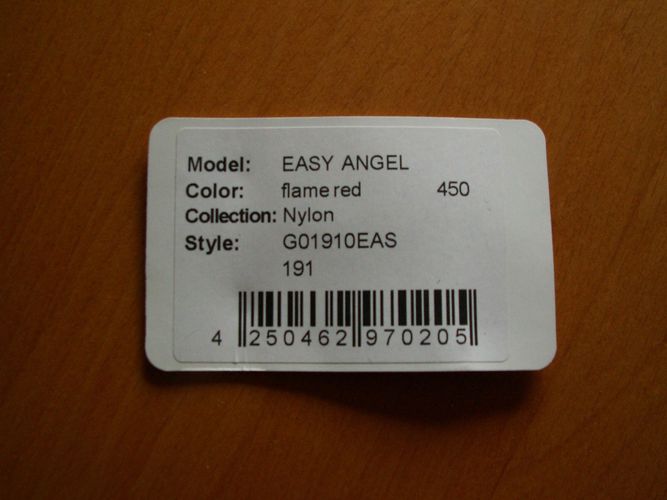 Model: EASY ANGEL
Color: flame red 450
Collection: Nylon
Style: G01910EAS
191
4 250462 970205